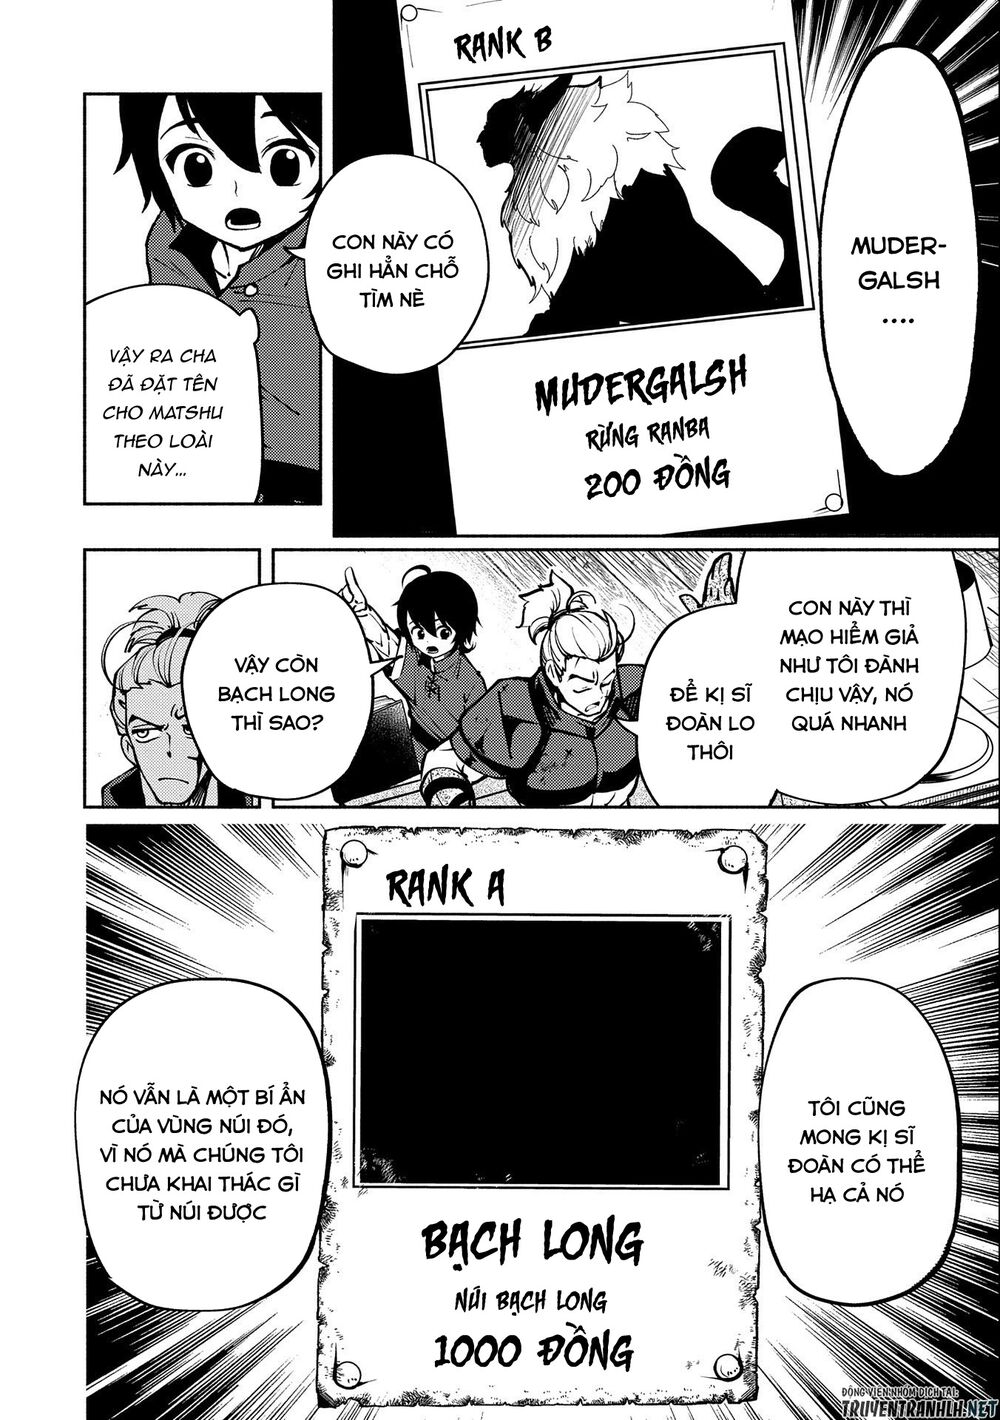 MUDER-
GALSH
....
RANK B
MUDERGALSH
RỪNG RANBA
200 ĐỒNG
CON NÀY CÓ
GHI HẲN CHỖ
TÌM NÈ
VẬY RA CHA
ĐÃ ĐẶT TÊN
CHO MATSHU
THEO LOÀI
NÀY...
CON NÀY THÌ
MẠO HIỂM GIẢ
NHƯ TÔI ĐÀNH
CHỊU VẬY, NÓ
QUÁ NHANH
ĐỂ KỊ SĨ
ĐOÀN LO
THÔI
VẬY CÒN
BẠCH LONG
THÌ SAO?
RANK A
BẠCH LONG
NÚI BẠCH LONG
1000 ĐỒNG
TÔI CŨNG
MONG KỊ SĨ
ĐOÀN CÓ THỂ
HẠ CẢ NÓ
NÓ VẪN LÀ MỘT BÍ ẨN
CỦA VÙNG NÚI ĐÓ,
VÌ NÓ MÀ CHÚNG TÔI
CHƯA KHAI THÁC GÌ
TỪ NÚI ĐƯỢC
ĐỘNG VIÊN NHÓM DỊCH TẠI:
TRUYENTRANHLH.NET